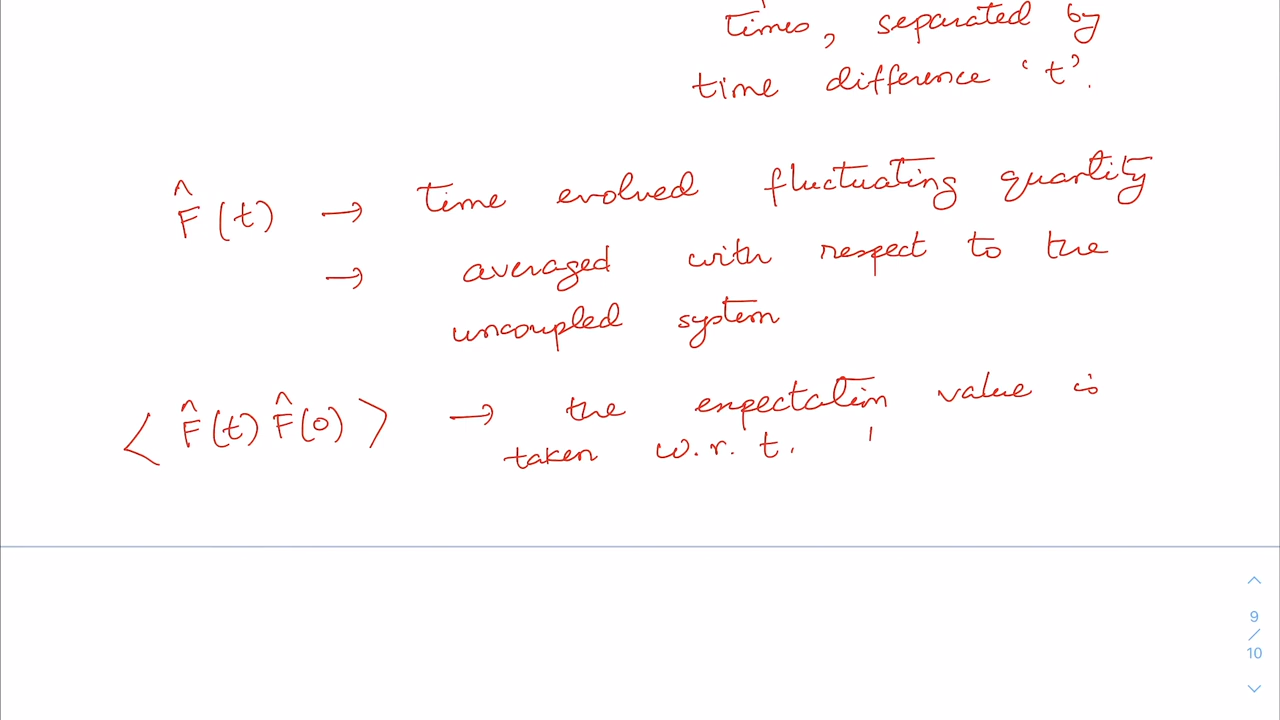 times, separated by
time difference 't'.
F̂(t) → time evolved fluctuating quantity
→ averaged with respect to the
uncoupled system
⟨F̂(t) F̂(0)⟩ → the expectation value is
taken w.r.t.
9
/
10